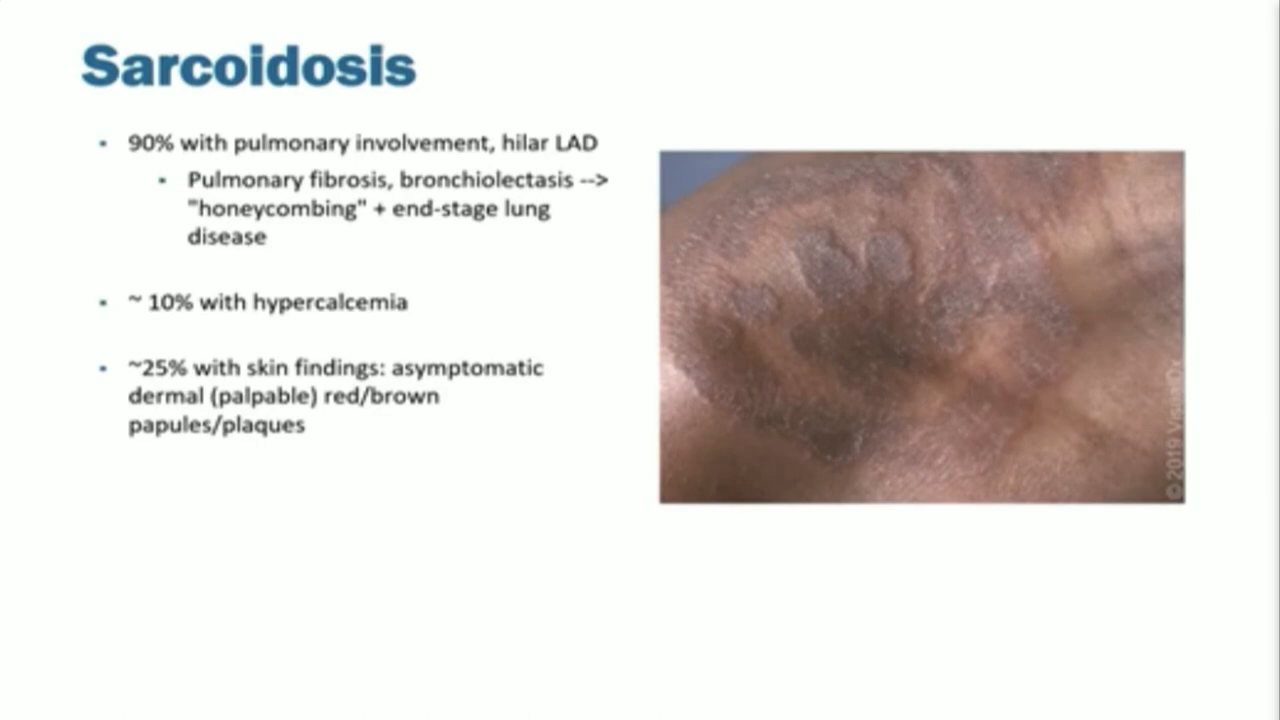 Sarcoidosis
90% with pulmonary involvement, hilar LAD
Pulmonary fibrosis, bronchiolectasis -->
"honeycombing" + end-stage lung
disease
~ 10% with hypercalcemia
~25% with skin findings: asymptomatic
dermal (palpable) red/brown
papules/plaques
© 2019